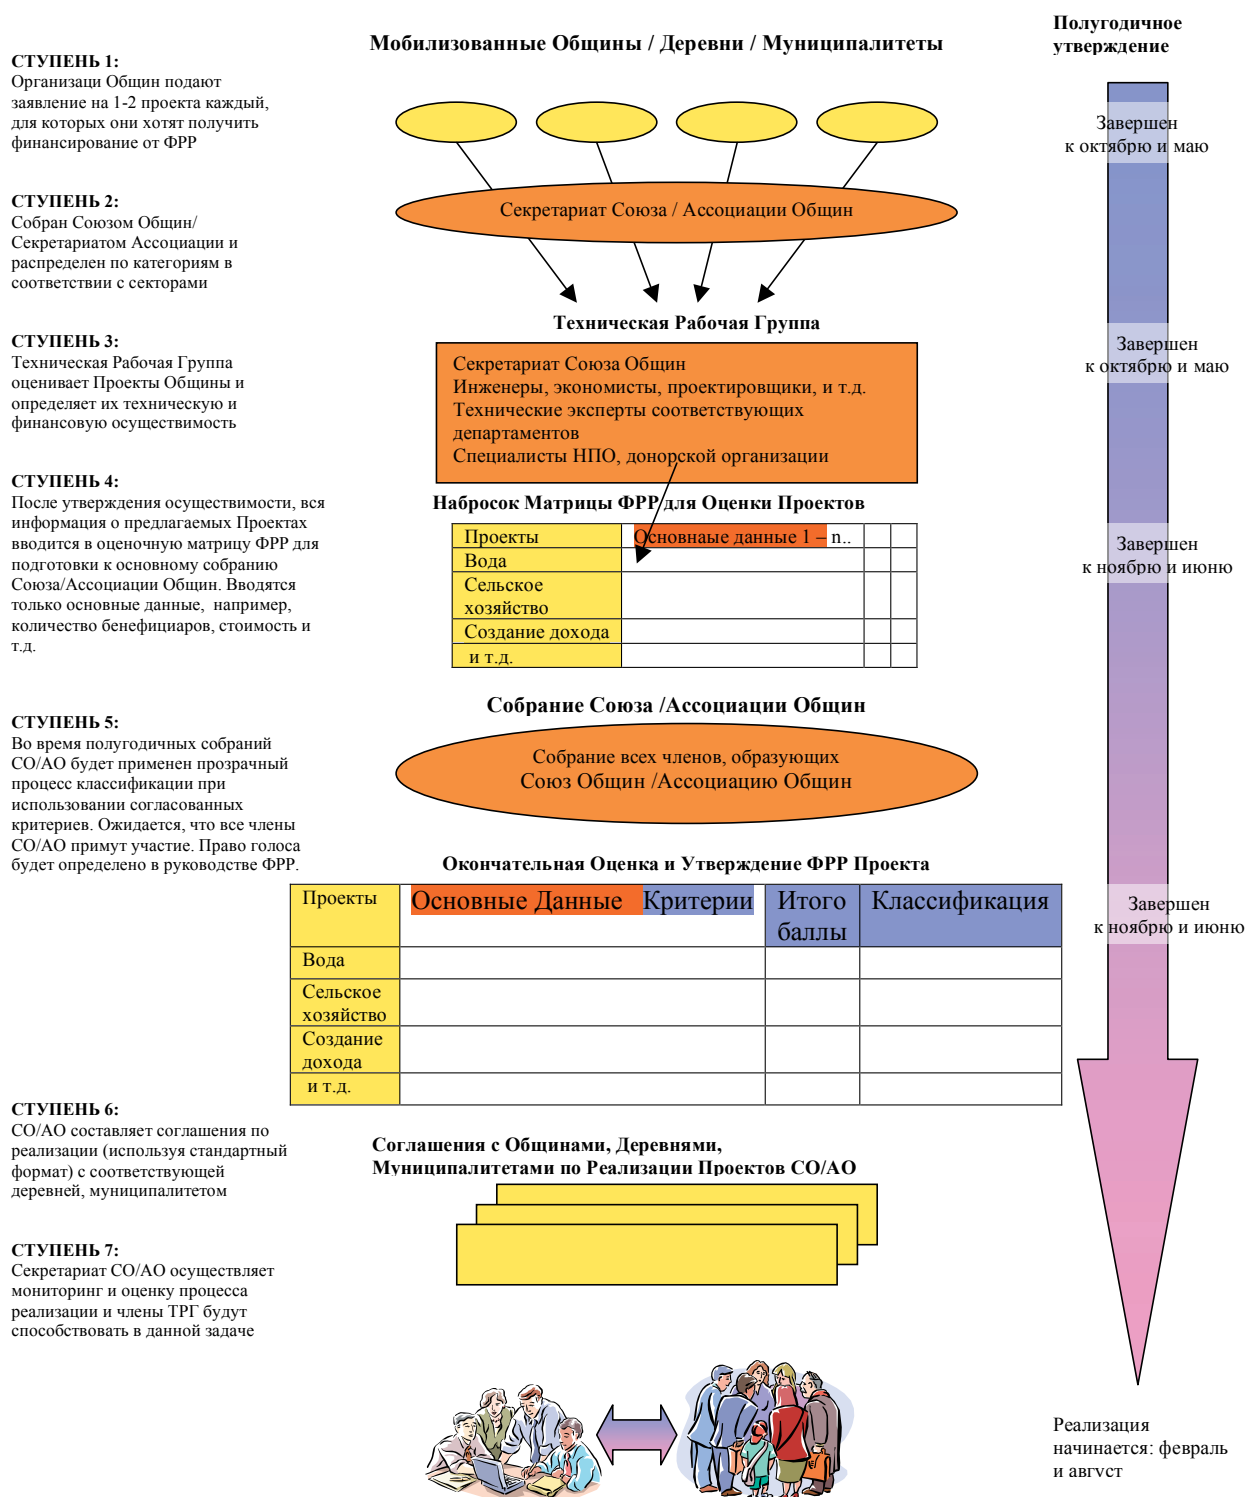 Полугодичное
утверждение
Мобилизованные Общины / Деревни / Муниципалитеты
СТУПЕНЬ 1:
Организаци Общин подают
заявление на 1-2 проекта каждый,
для которых они хотят получить
финансирование от ФРР
Завершен
к октябрю и маю
СТУПЕНЬ 2:
Собран Союзом Общин/
Секретариатом Ассоциации и
распределен по категориям в
соответствии с секторами
Секретариат Союза / Ассоциации Общин
Техническая Рабочая Группа
СТУПЕНЬ 3:
Техническая Рабочая Группа
оценивает Проекты Общины и
определяет их техническую и
финансовую осуществимость
Секретариат Союза Общин
Инженеры, экономисты, проектировщики, и т.д.
Технические эксперты соответствующих
департаментов
Специалисты НПО, донорской организации
Завершен
к октябрю и маю
СТУПЕНЬ 4:
После утверждения осуществимости, вся
информация о предлагаемых Проектах
вводится в оценочную матрицу ФРР для
подготовки к основному собранию
Союза/Ассоциации Общин. Вводятся
только основные данные, например,
количество бенефициаров, стоимость и
т.д.
Набросок Матрицы ФРР для Оценки Проектов
Проекты Основнаые данные 1 – n..
Вода
Сельское
хозяйство
Создание дохода
и т.д.
Завершен
к ноябрю и июню
Собрание Союза /Ассоциации Общин
СТУПЕНЬ 5:
Во время полугодичных собраний
СО/АО будет применен прозрачный
процесс классификации при
использовании согласованных
критериев. Ожидается, что все члены
СО/АО примут участие. Право голоса
будет определено в руководстве ФРР.
Собрание всех членов, образующих
Союз Общин /Ассоциацию Общин
Окончательная Оценка и Утверждение ФРР Проекта
Проекты Основные Данные Критерии Итого Классификация
баллы
Вода
Сельское
хозяйство
Создание
дохода
и т.д.
Завершен
к ноябрю и июню
СТУПЕНЬ 6:
СО/АО составляет соглашения по
реализации (используя стандартный
формат) с соответствующей
деревней, муниципалитетом
Соглашения с Общинами, Деревнями,
Муниципалитетами по Реализации Проектов СО/АО
СТУПЕНЬ 7:
Секретариат СО/АО осуществляет
мониторинг и оценку процесса
реализации и члены ТРГ будут
способствовать в данной задаче
Реализация
начинается: февраль
и август